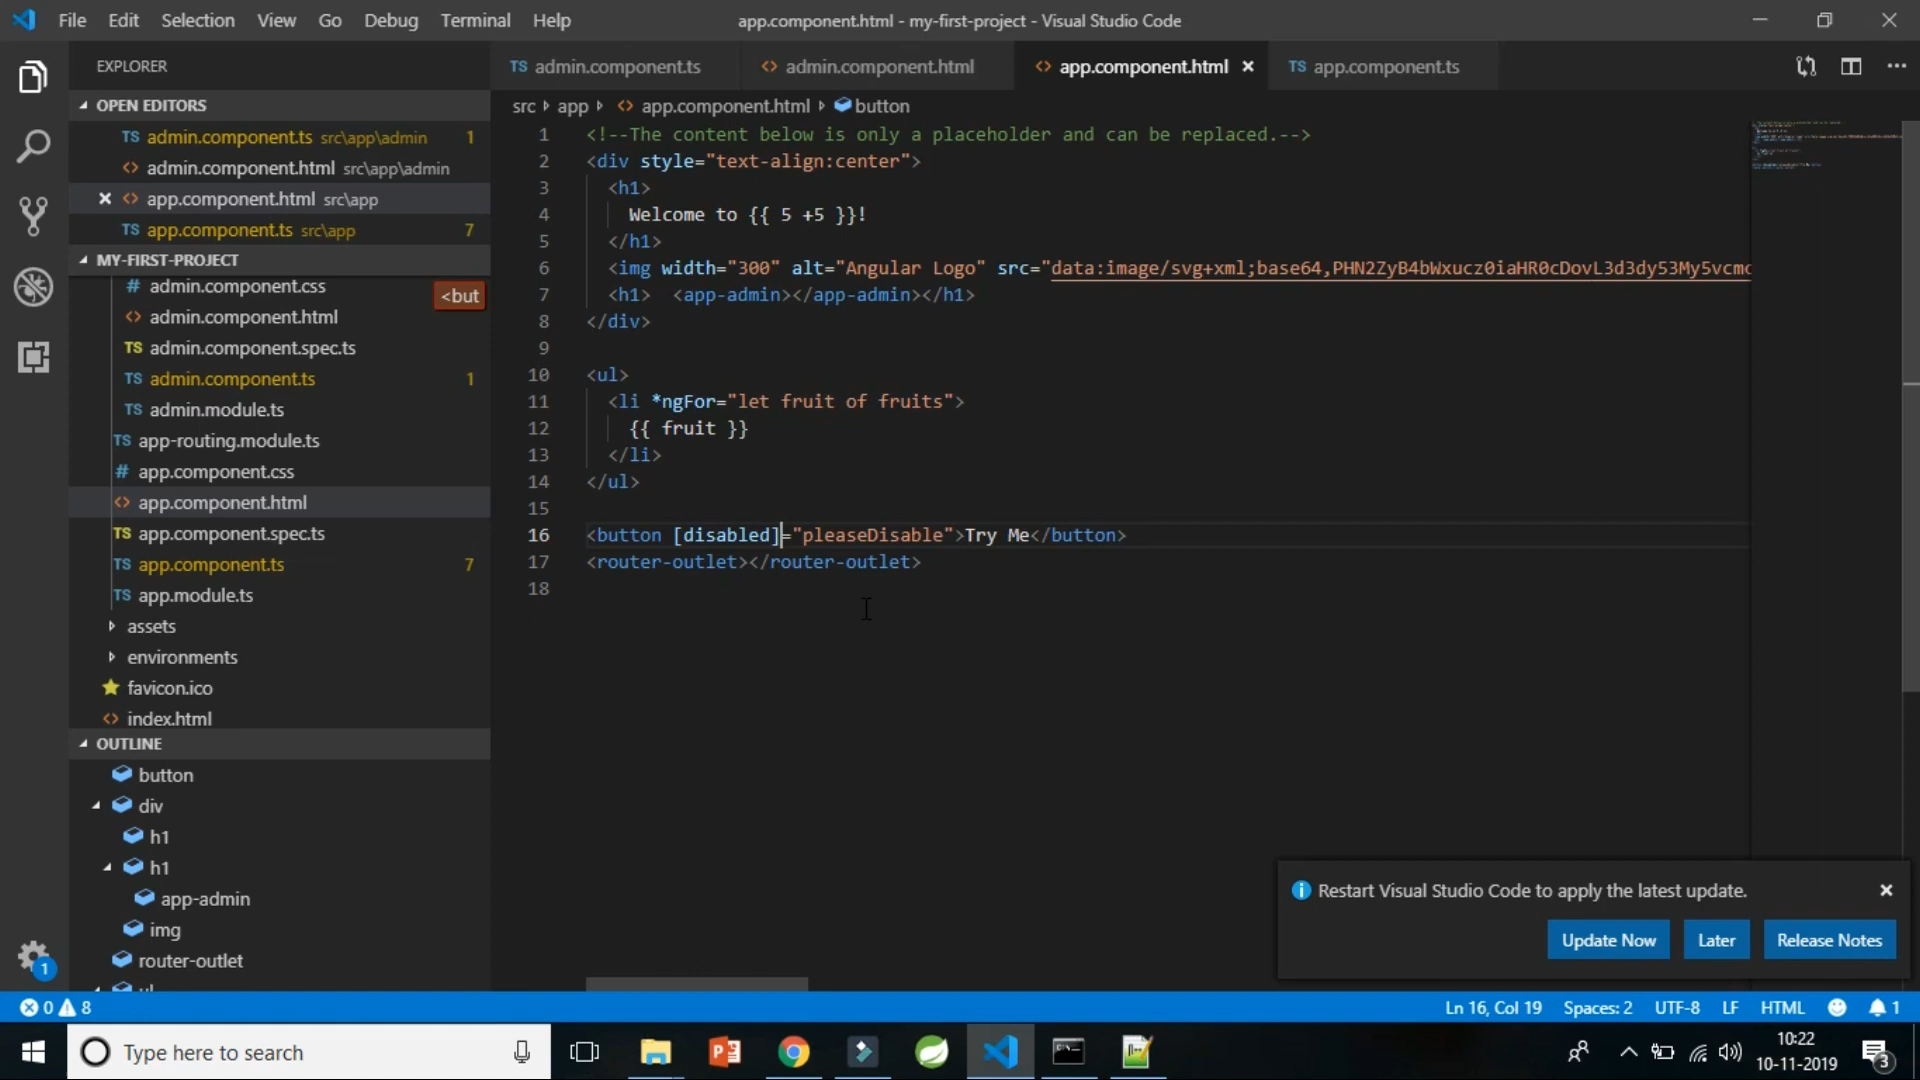 File Edit Selection View Go Debug Terminal Help
app.component.html - my-first-project - Visual Studio Code
EXPLORER
OPEN EDITORS
TS admin.component.ts src\app\admin 1
<> admin.component.html src\app\admin
<> app.component.html src\app
TS app.component.ts src\app 7
MY-FIRST-PROJECT
# admin.component.css
<but
<> admin.component.html
TS admin.component.spec.ts
TS admin.component.ts 1
TS admin.module.ts
TS app-routing.module.ts
# app.component.css
<> app.component.html
TS app.component.spec.ts
TS app.component.ts 7
TS app.module.ts
assets
environments
favicon.ico
<> index.html
OUTLINE
button
div
h1
h1
app-admin
img
router-outlet
TS admin.component.ts
<> admin.component.html
<> app.component.html
TS app.component.ts
src app <> app.component.html button
1 <!--The content below is only a placeholder and can be replaced.-->
2 <div style="text-align:center">
3 <h1>
4 Welcome to {{ 5 +5 }}!
5 </h1>
6 <img width="300" alt="Angular Logo" src="data:image/svg+xml;base64,PHN2ZyB4bWxucz0iaHR0cDovL3d3dy53My5vcmc
7 <h1> <app-admin></app-admin></h1>
8 </div>
9
10 <ul>
11 <li *ngFor="let fruit of fruits">
12 {{ fruit }}
13 </li>
14 </ul>
15
16 <button [disabled]="pleaseDisable">Try Me</button>
17 <router-outlet></router-outlet>
18
Restart Visual Studio Code to apply the latest update.
Update Now Later Release Notes
1
0 8
Ln 16, Col 19 Spaces: 2 UTF-8 LF HTML 1
Type here to search
10:22
10-11-2019
3